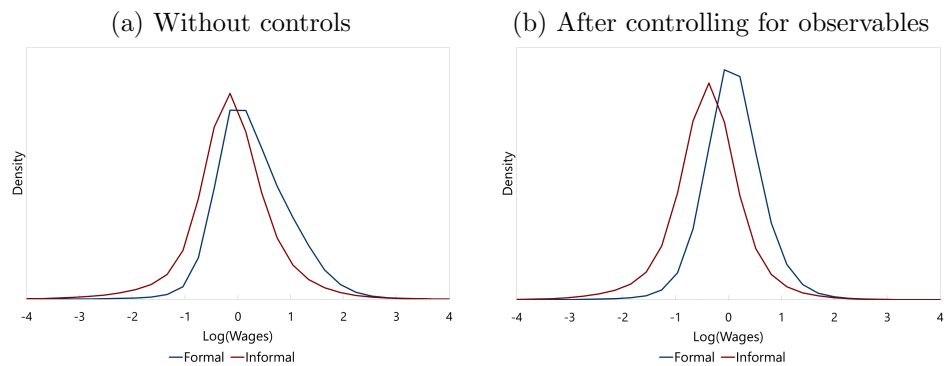 (a) Without controls
Density
-4 -3 -2 -1 0 1 2 3 4
Log(Wages)
Formal Informal
(b) After controlling for observables
Density
-4 -3 -2 -1 0 1 2 3 4
Log(Wages)
Formal Informal